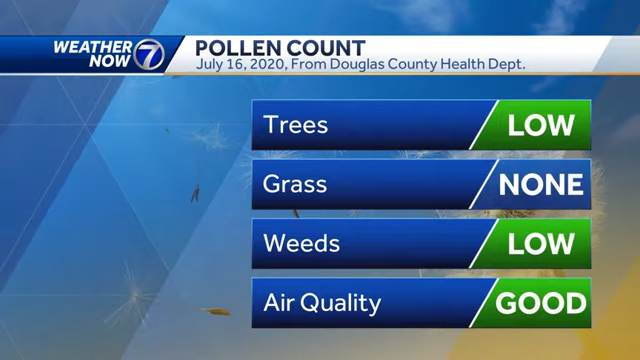 WEATHER
NOW 7
POLLEN COUNT
July 16, 2020, From Douglas County Health Dept.
Trees LOW
Grass NONE
Weeds LOW
Air Quality GOOD